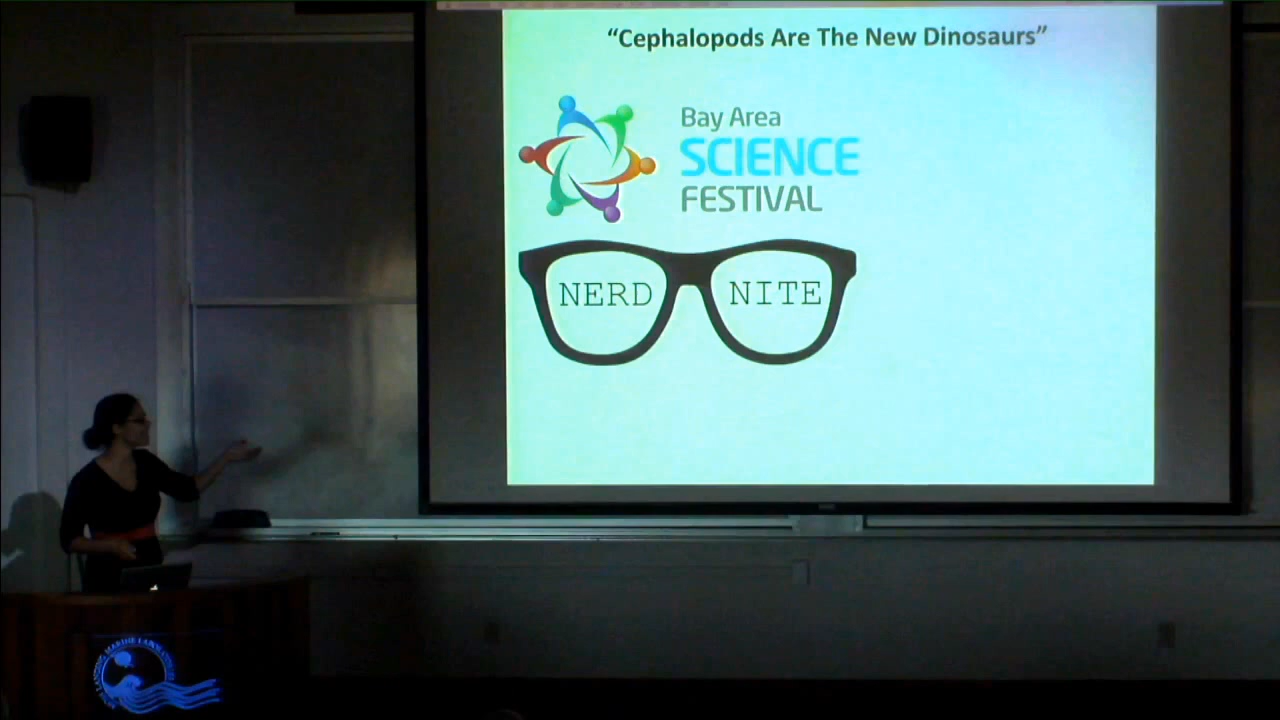 “Cephalopods Are The New Dinosaurs”
Bay Area
SCIENCE
FESTIVAL
NERD NITE